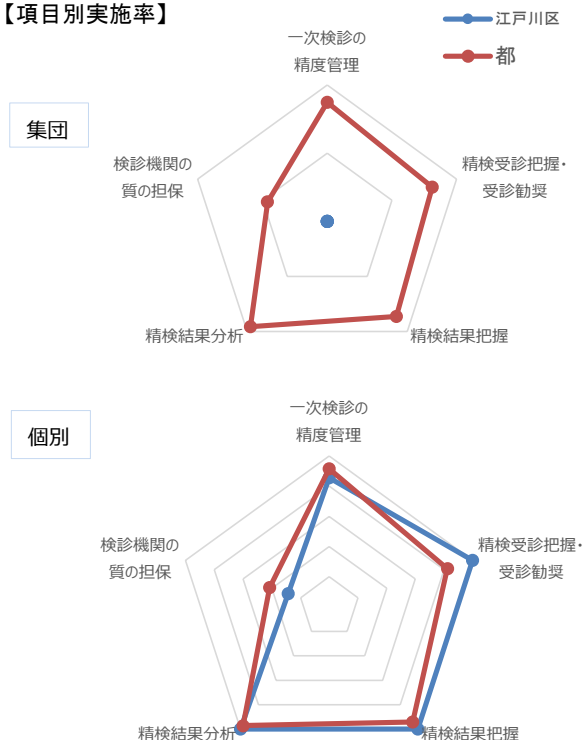 【項目別実施率】
江戸川区
都
集団
一次検診の
精度管理
精検受診把握・
受診勧奨
精検結果把握
精検結果分析
検診機関の
質の担保
個別
一次検診の
精度管理
精検受診把握・
受診勧奨
精検結果把握
精検結果分析
検診機関の
質の担保